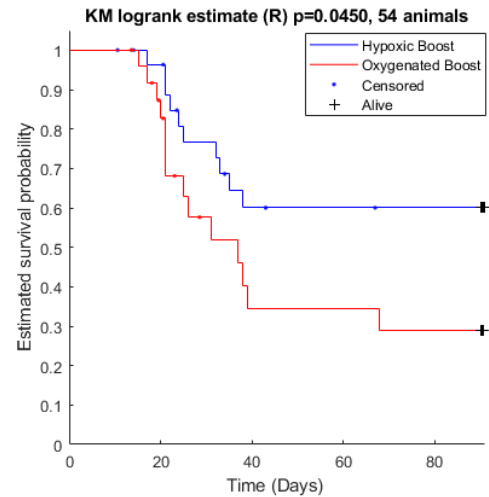 KM logrank estimate (R) p=0.0450, 54 animals
Hypoxic Boost
Oxygenated Boost
Censored
Alive
Estimated survival probability
1
0.9
0.8
0.7
0.6
0.5
0.4
0.3
0.2
0.1
0
0 20 40 60 80
Time (Days)